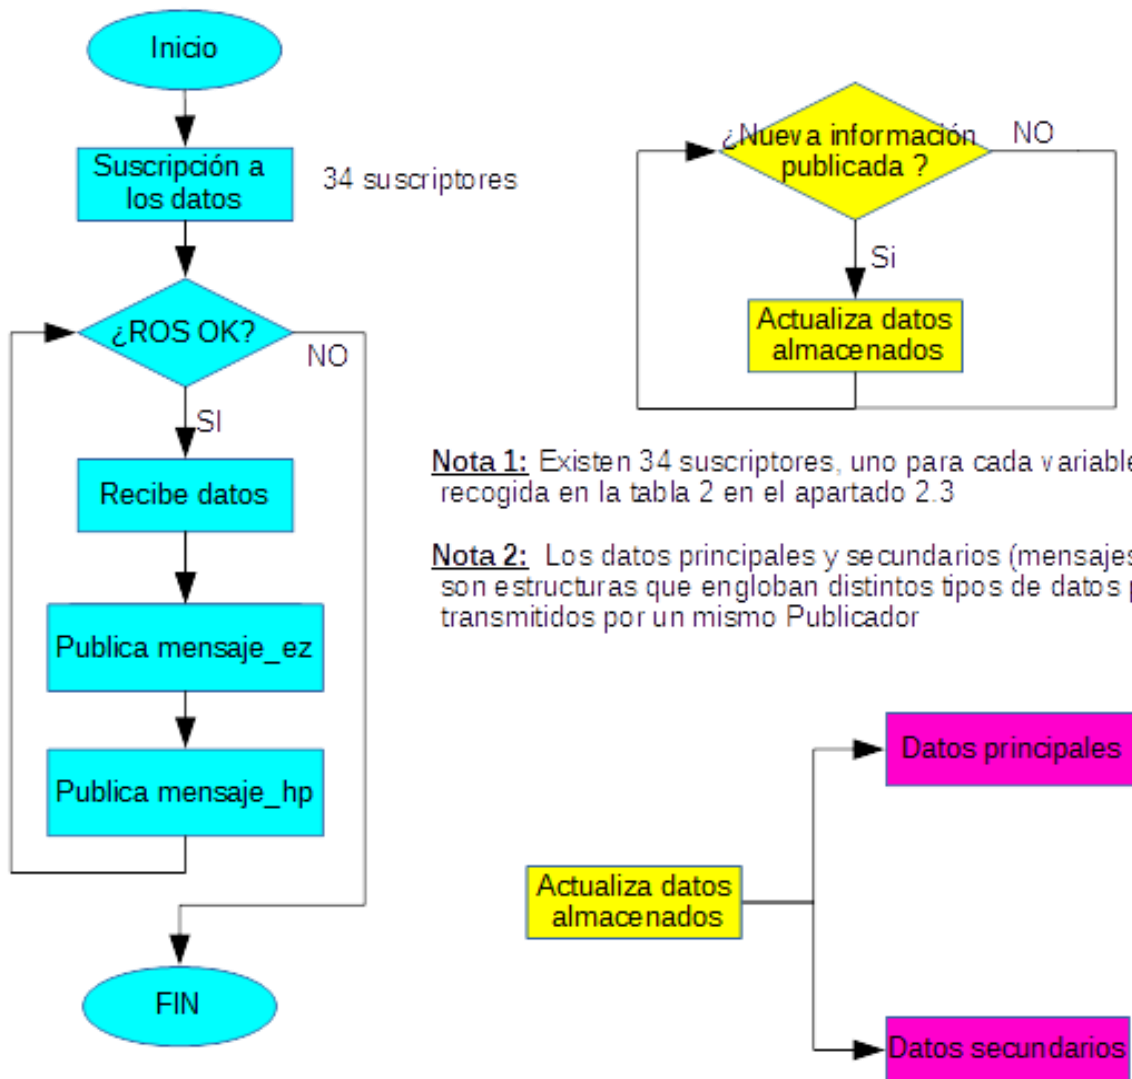 Inicio
Suscripción a
los datos
34 suscriptores
¿ROS OK?
NO
SI
Recibe datos
Publica mensaje_ez
Publica mensaje_hp
FIN
¿Nueva información
publicada ?
NO
Si
Actualiza datos
almacenados
Nota 1: Existen 34 suscriptores, uno para cada variable
recogida en la tabla 2 en el apartado 2.3
Nota 2: Los datos principales y secundarios (mensajes
son estructuras que engloban distintos tipos de datos
transmitidos por un mismo Publicador
Actualiza datos
almacenados
Datos principales
Datos secundarios